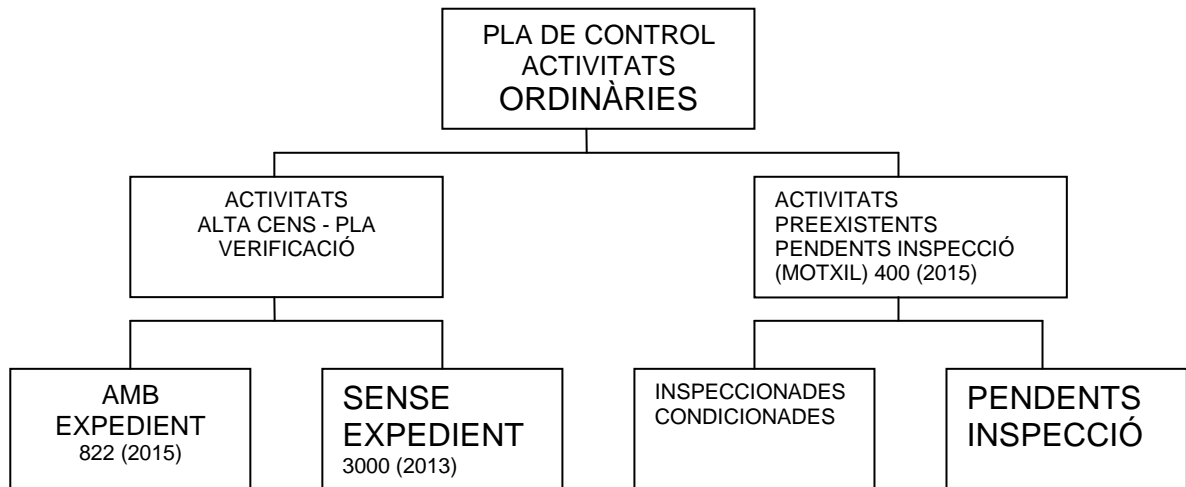 PLA DE CONTROL
ACTIVITATS
ORDINÀRIES
ACTIVITATS
ALTA CENS - PLA
VERIFICACIÓ
ACTIVITATS
PREEXISTENTS
PENDENTS INSPECCIÓ
(MOTXIL) 400 (2015)
AMB
EXPEDIENT
822 (2015)
SENSE
EXPEDIENT
3000 (2013)
INSPECCIONADES
CONDICIONADES
PENDENTS
INSPECCIÓ